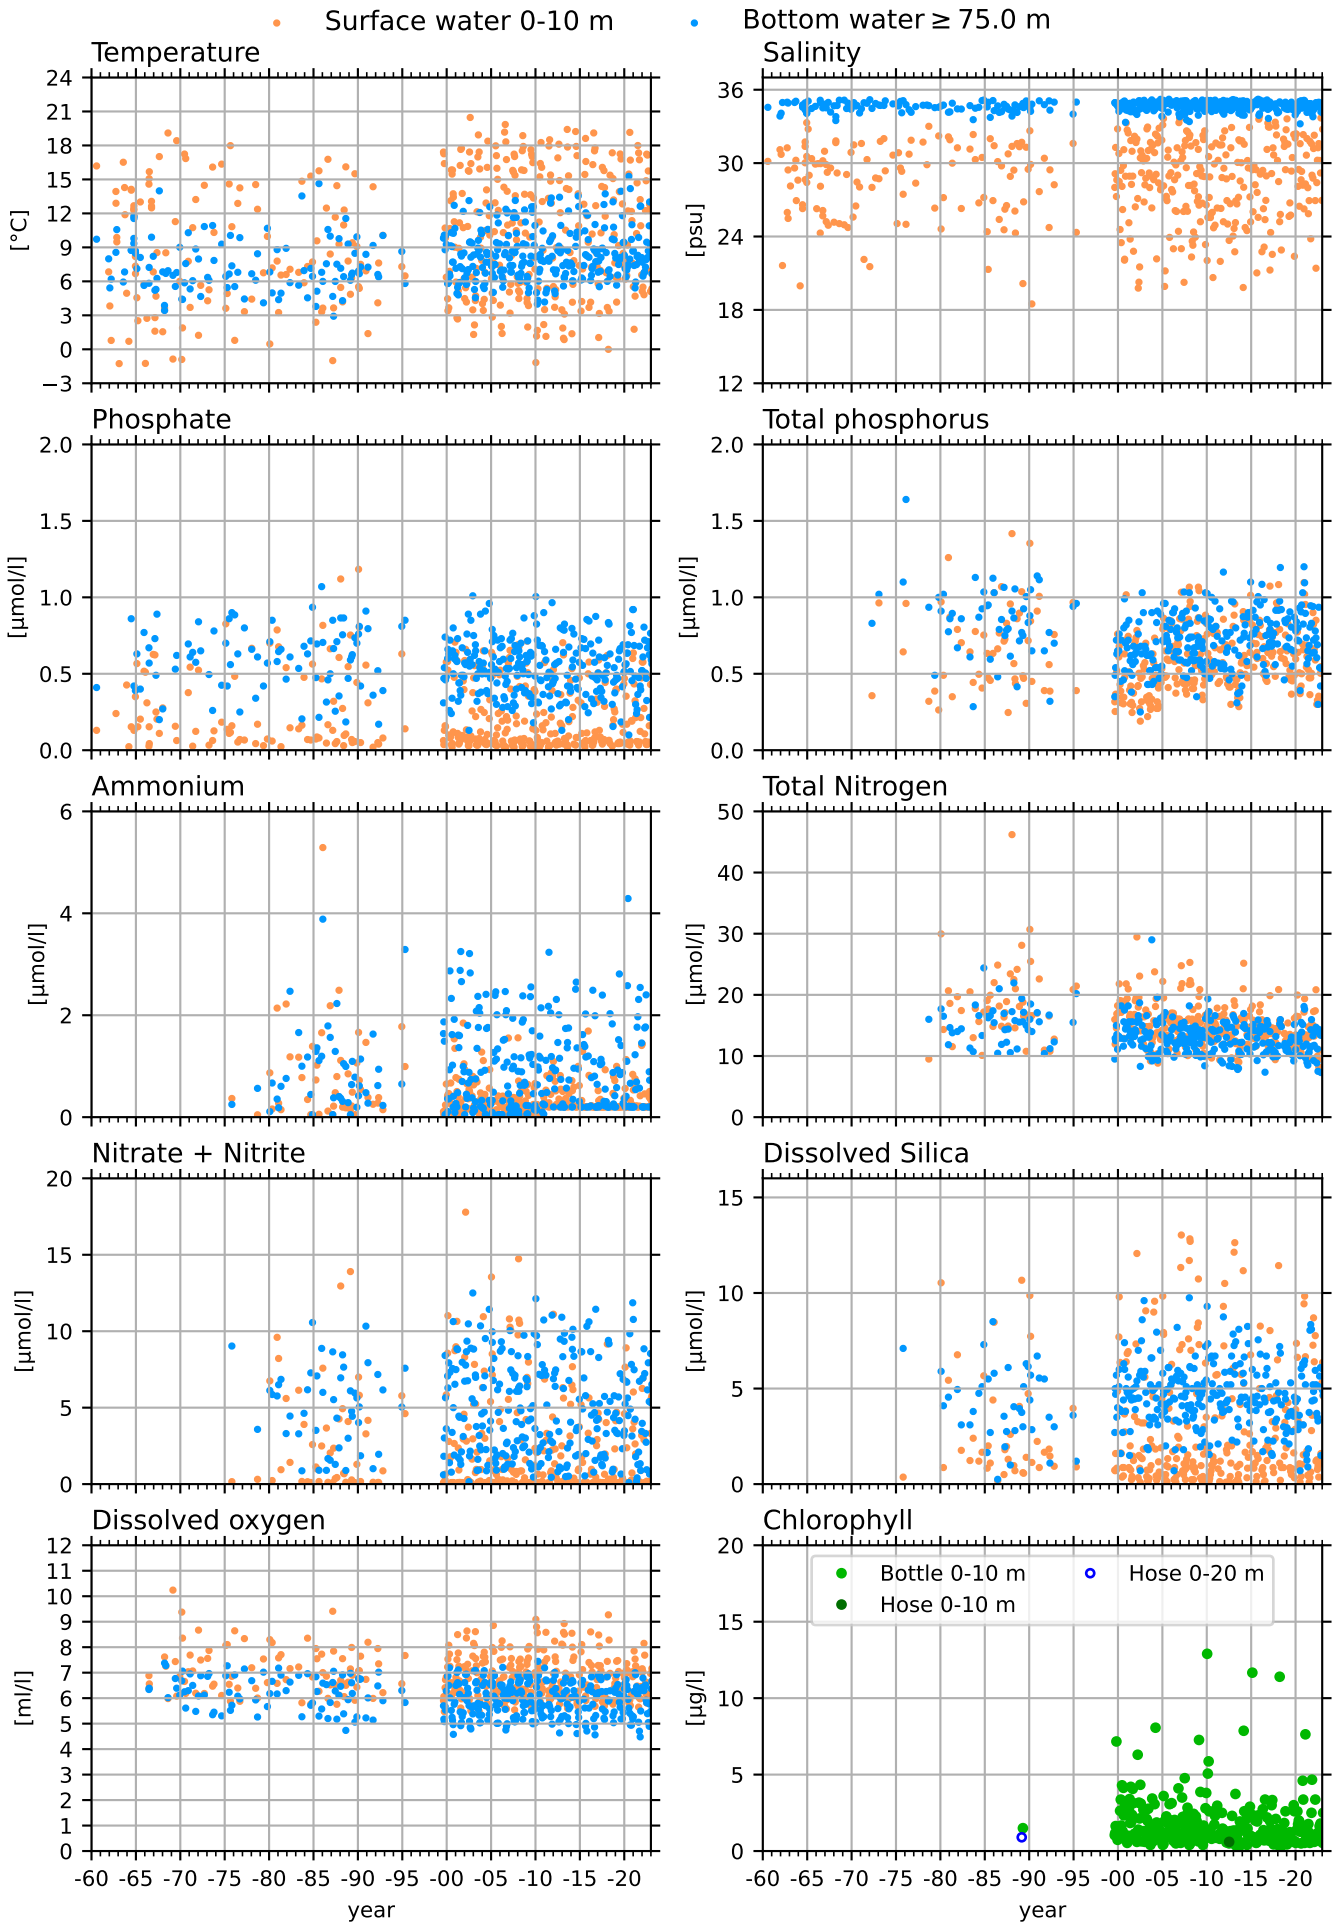 Surface water 0-10 m Bottom water ≥ 75.0 m
Temperature Salinity
24
21
18
15
12
9
6
3
0
−3
[°C]
36
30
24
18
12
[psu]
Phosphate Total phosphorus
2.0
1.5
1.0
0.5
0.0
[µmol/l]
2.0
1.5
1.0
0.5
0.0
[µmol/l]
Ammonium Total Nitrogen
6
4
2
0
[µmol/l]
50
40
30
20
10
0
[µmol/l]
Nitrate + Nitrite Dissolved Silica
20
15
10
5
0
[µmol/l]
15
10
5
0
[µmol/l]
Dissolved oxygen Chlorophyll
12
11
10
9
8
7
6
5
4
3
2
1
0
[ml/l]
20
15
10
5
0
[µg/l]
Bottle 0-10 m Hose 0-20 m
Hose 0-10 m
-60 -65 -70 -75 -80 -85 -90 -95 -00 -05 -10 -15 -20
-60 -65 -70 -75 -80 -85 -90 -95 -00 -05 -10 -15 -20
year year